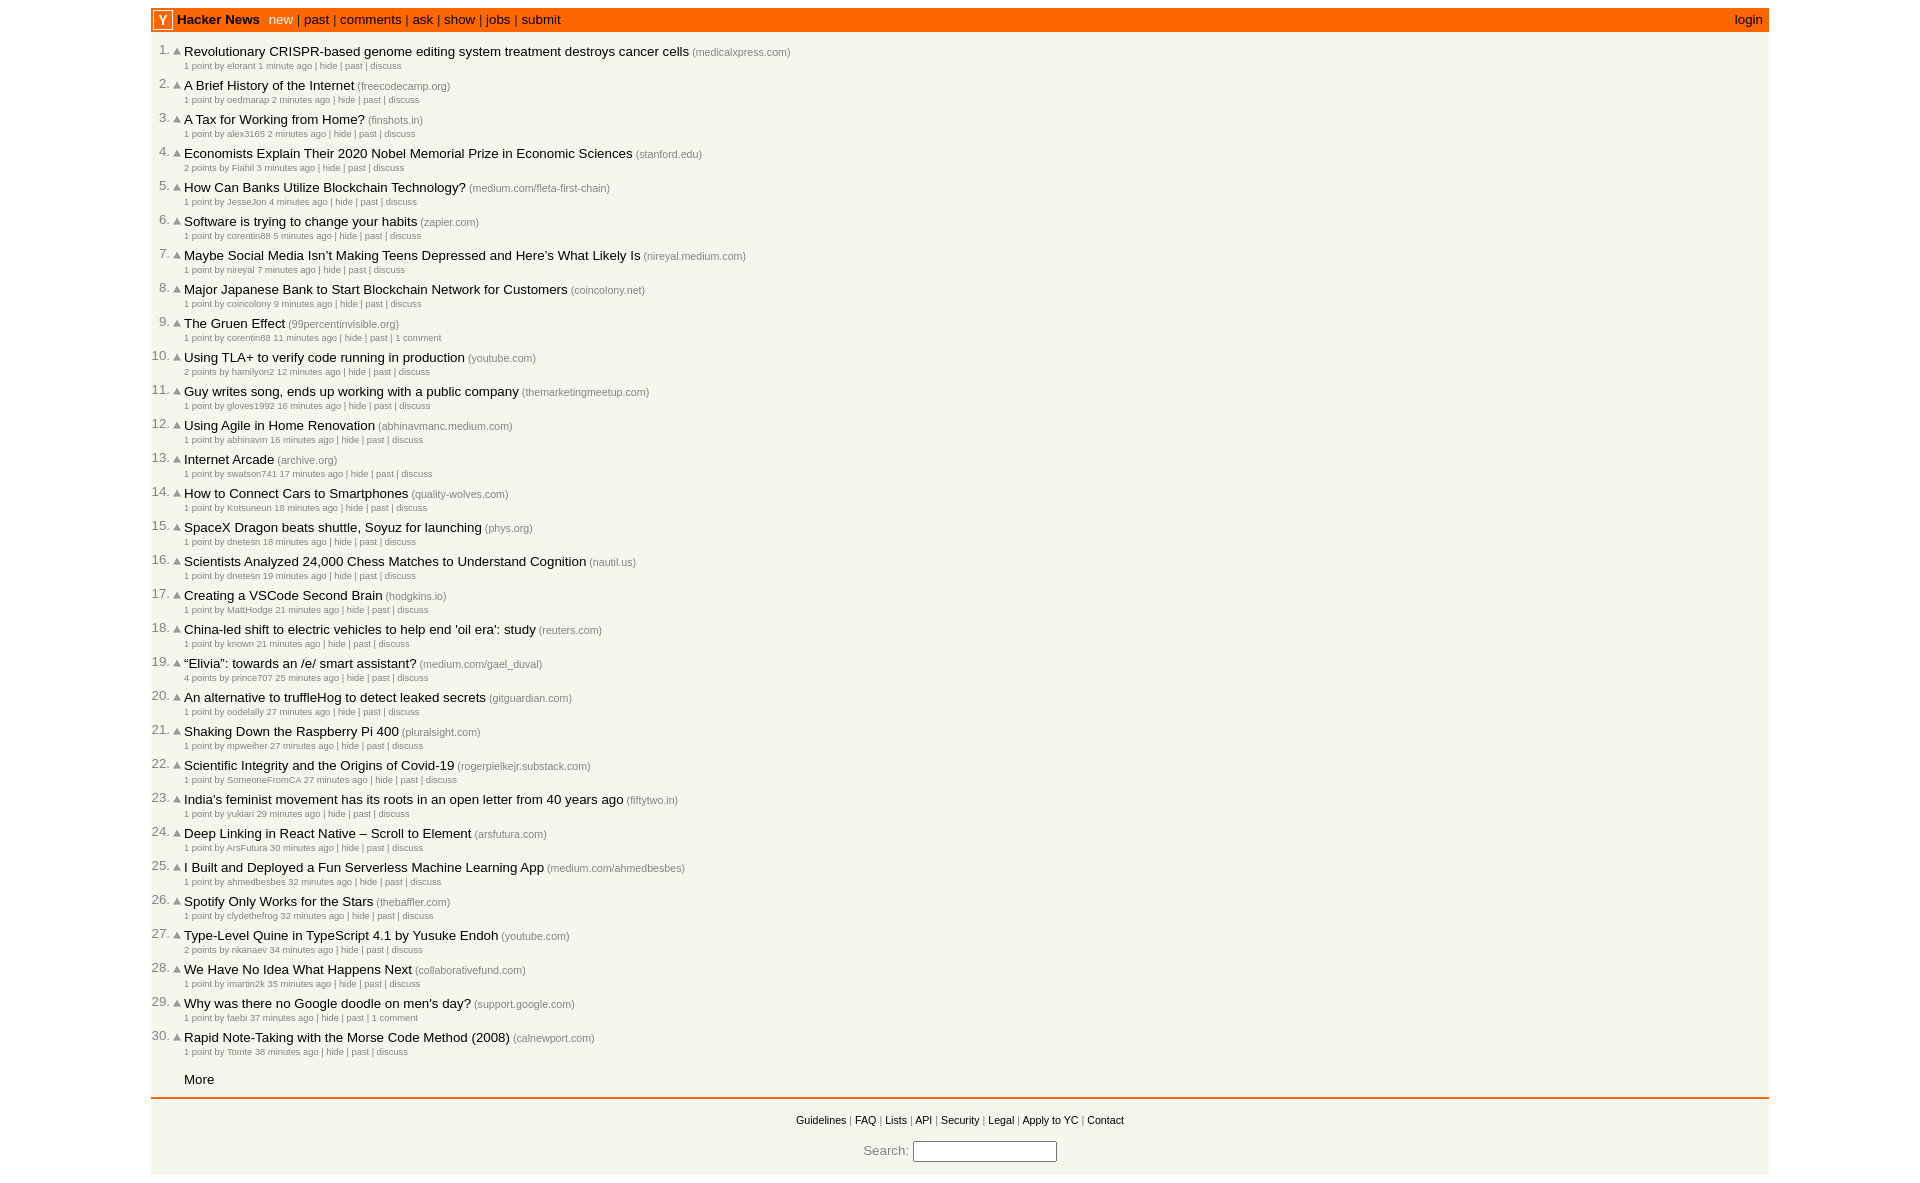 Y Hacker News new | past | comments | ask | show | jobs | submit login
1. Revolutionary CRISPR-based genome editing system treatment destroys cancer cells (medicalxpress.com)
1 point by elorant 1 minute ago | hide | past | discuss
2. A Brief History of the Internet (freecodecamp.org)
1 point by oedmarap 2 minutes ago | hide | past | discuss
3. A Tax for Working from Home? (finshots.in)
1 point by alex3165 2 minutes ago | hide | past | discuss
4. Economists Explain Their 2020 Nobel Memorial Prize in Economic Sciences (stanford.edu)
2 points by Fiahil 3 minutes ago | hide | past | discuss
5. How Can Banks Utilize Blockchain Technology? (medium.com/fleta-first-chain)
1 point by JesseJon 4 minutes ago | hide | past | discuss
6. Software is trying to change your habits (zapier.com)
1 point by corentin88 5 minutes ago | hide | past | discuss
7. Maybe Social Media Isn’t Making Teens Depressed and Here’s What Likely Is (nireyal.medium.com)
1 point by nireyal 7 minutes ago | hide | past | discuss
8. Major Japanese Bank to Start Blockchain Network for Customers (coincolony.net)
1 point by coincolony 9 minutes ago | hide | past | discuss
9. The Gruen Effect (99percentinvisible.org)
1 point by corentin88 11 minutes ago | hide | past | 1 comment
10. Using TLA+ to verify code running in production (youtube.com)
2 points by hamilyon2 12 minutes ago | hide | past | discuss
11. Guy writes song, ends up working with a public company (themarketingmeetup.com)
1 point by gloves1992 16 minutes ago | hide | past | discuss
12. Using Agile in Home Renovation (abhinavmanc.medium.com)
1 point by abhinavm 16 minutes ago | hide | past | discuss
13. Internet Arcade (archive.org)
1 point by swatson741 17 minutes ago | hide | past | discuss
14. How to Connect Cars to Smartphones (quality-wolves.com)
1 point by Kotsuneun 18 minutes ago | hide | past | discuss
15. SpaceX Dragon beats shuttle, Soyuz for launching (phys.org)
1 point by dnetesn 18 minutes ago | hide | past | discuss
16. Scientists Analyzed 24,000 Chess Matches to Understand Cognition (nautil.us)
1 point by dnetesn 19 minutes ago | hide | past | discuss
17. Creating a VSCode Second Brain (hodgkins.io)
1 point by MattHodge 21 minutes ago | hide | past | discuss
18. China-led shift to electric vehicles to help end 'oil era': study (reuters.com)
1 point by known 21 minutes ago | hide | past | discuss
19. “Elivia”: towards an /e/ smart assistant? (medium.com/gael_duval)
4 points by prince707 25 minutes ago | hide | past | discuss
20. An alternative to truffleHog to detect leaked secrets (gitguardian.com)
1 point by oodelally 27 minutes ago | hide | past | discuss
21. Shaking Down the Raspberry Pi 400 (pluralsight.com)
1 point by mpweiher 27 minutes ago | hide | past | discuss
22. Scientific Integrity and the Origins of Covid-19 (rogerpielkejr.substack.com)
1 point by SomeoneFromCA 27 minutes ago | hide | past | discuss
23. India's feminist movement has its roots in an open letter from 40 years ago (fiftytwo.in)
1 point by yukiari 29 minutes ago | hide | past | discuss
24. Deep Linking in React Native – Scroll to Element (arsfutura.com)
1 point by ArsFutura 30 minutes ago | hide | past | discuss
25. I Built and Deployed a Fun Serverless Machine Learning App (medium.com/ahmedbesbes)
1 point by ahmedbesbes 32 minutes ago | hide | past | discuss
26. Spotify Only Works for the Stars (thebaffler.com)
1 point by clydethefrog 32 minutes ago | hide | past | discuss
27. Type-Level Quine in TypeScript 4.1 by Yusuke Endoh (youtube.com)
2 points by nkanaev 34 minutes ago | hide | past | discuss
28. We Have No Idea What Happens Next (collaborativefund.com)
1 point by imartin2k 35 minutes ago | hide | past | discuss
29. Why was there no Google doodle on men's day? (support.google.com)
1 point by faebi 37 minutes ago | hide | past | 1 comment
30. Rapid Note-Taking with the Morse Code Method (2008) (calnewport.com)
1 point by Tomte 38 minutes ago | hide | past | discuss
More
Guidelines | FAQ | Lists | API | Security | Legal | Apply to YC | Contact
Search: